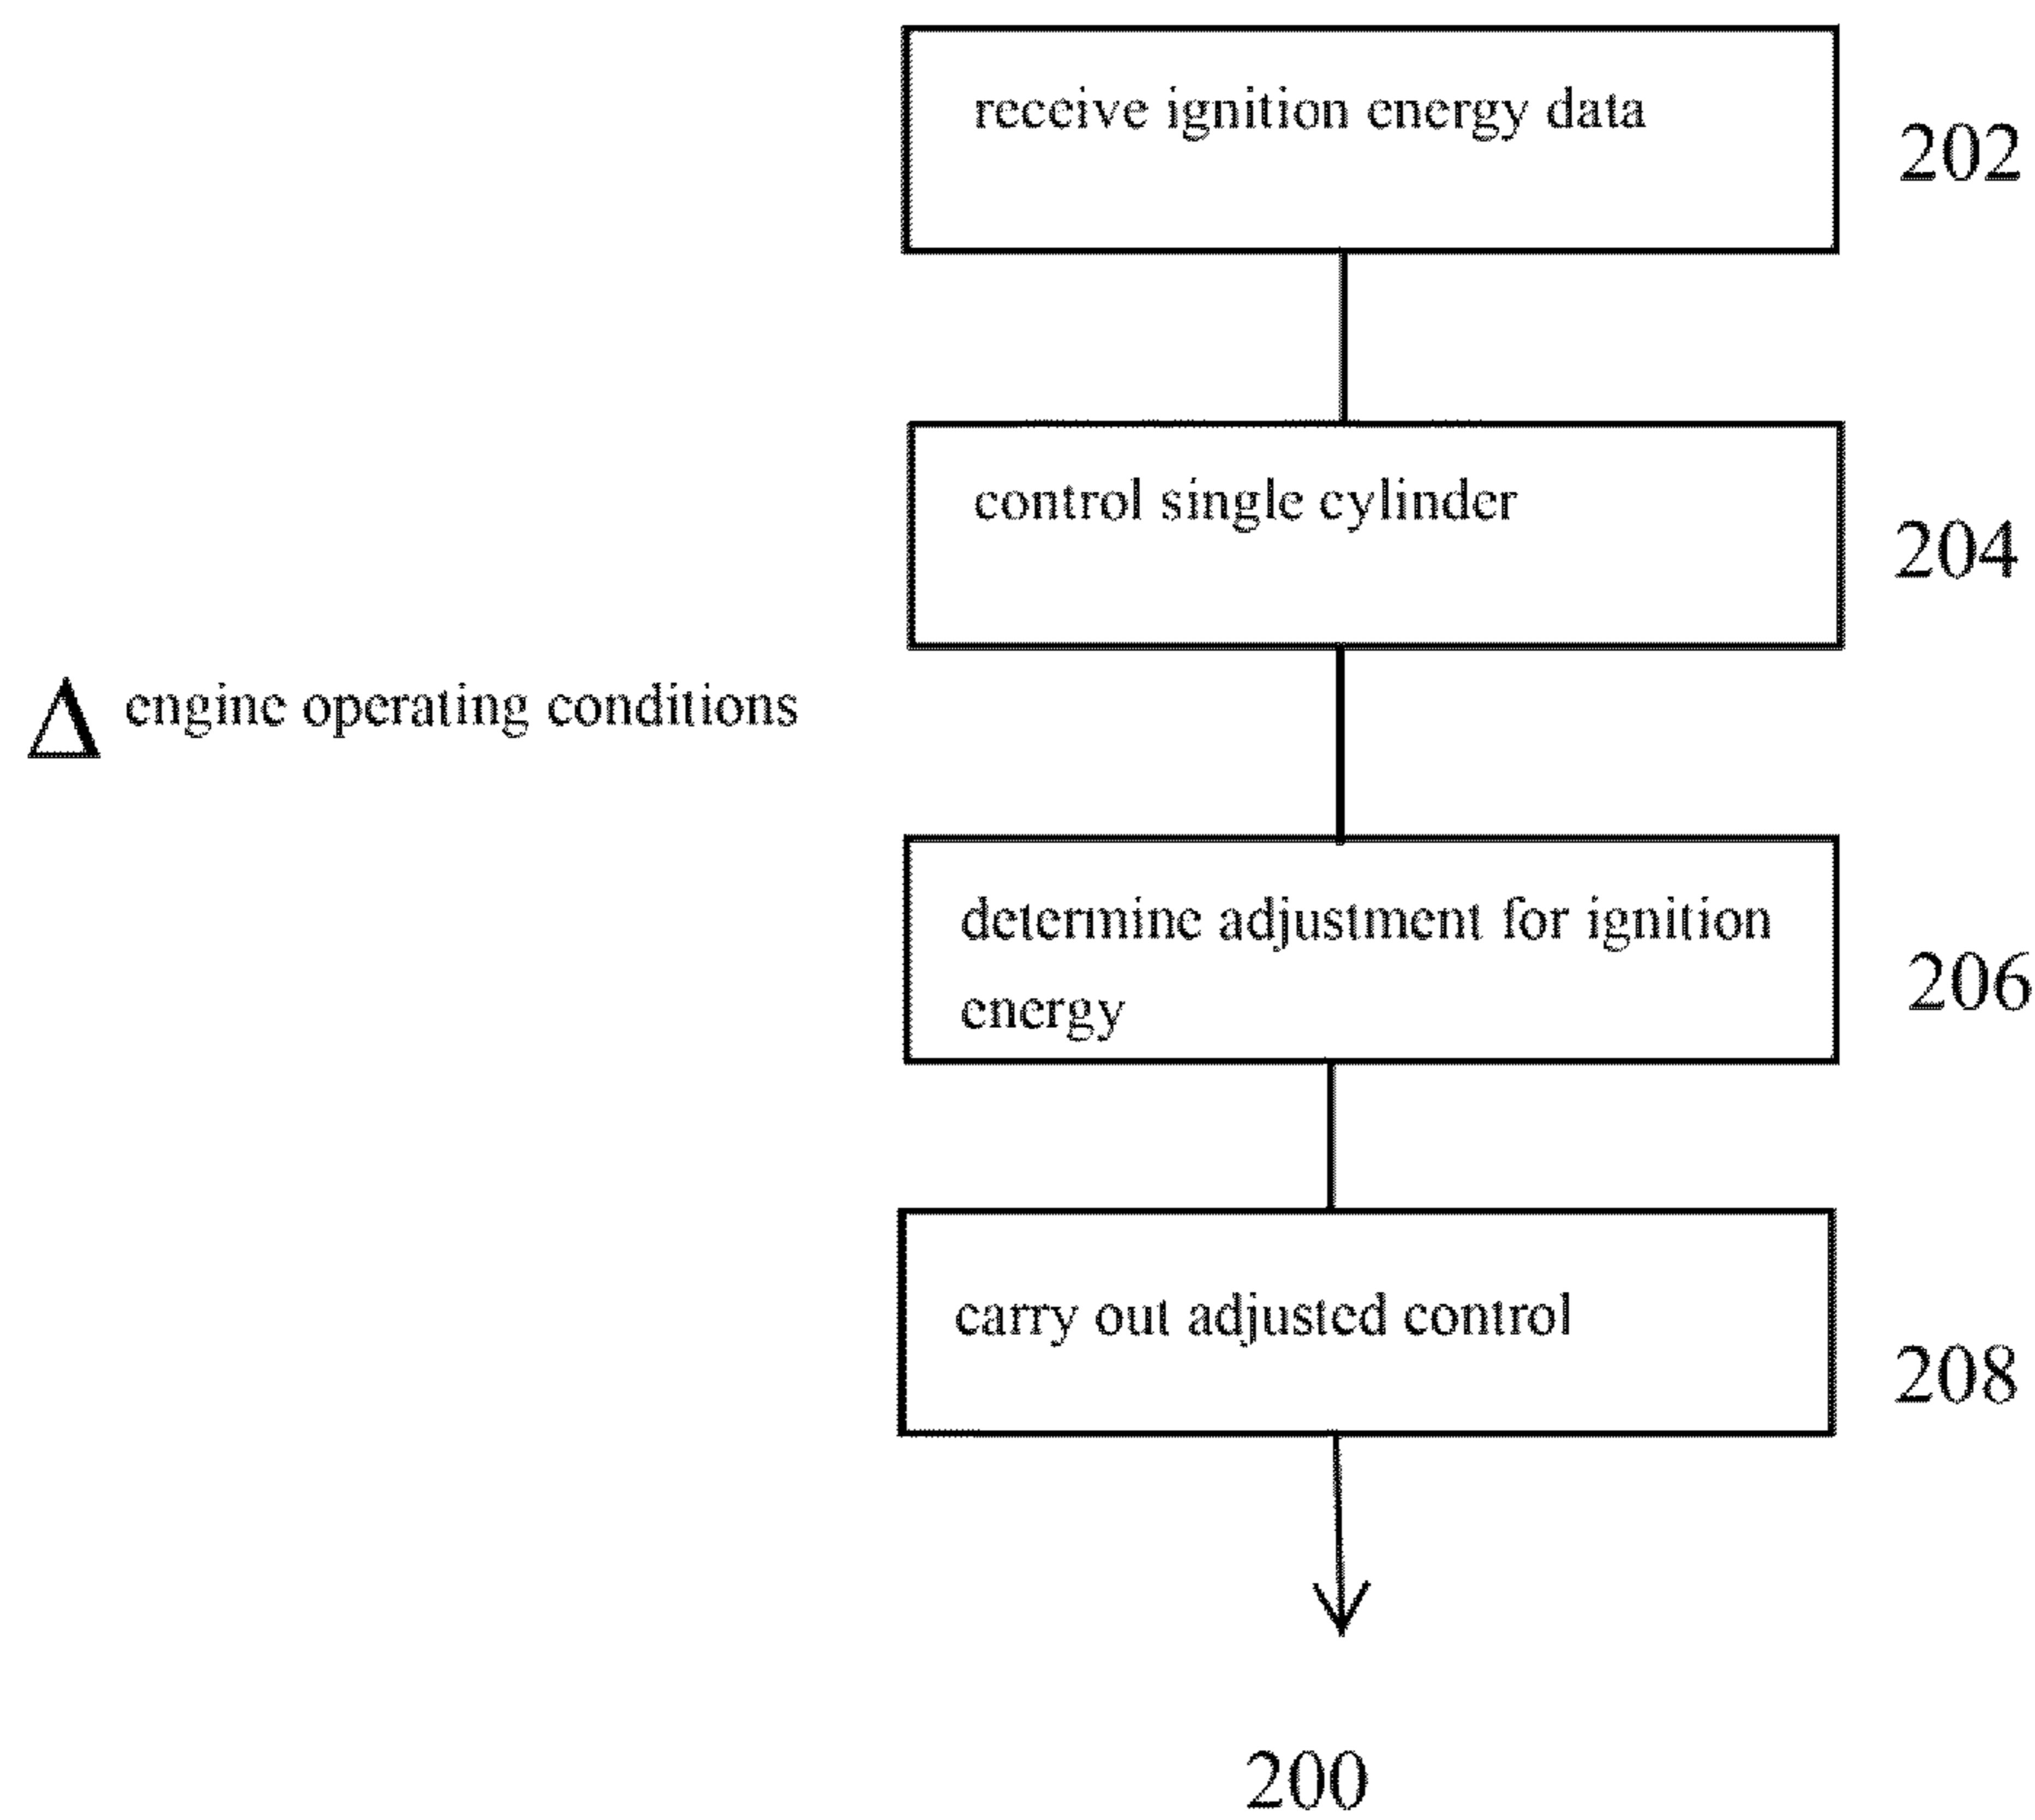 receive ignition energy data
202
control single cylinder
204
Δ engine operating conditions
determine adjustment for ignition
energy
206
carry out adjusted control
208
200